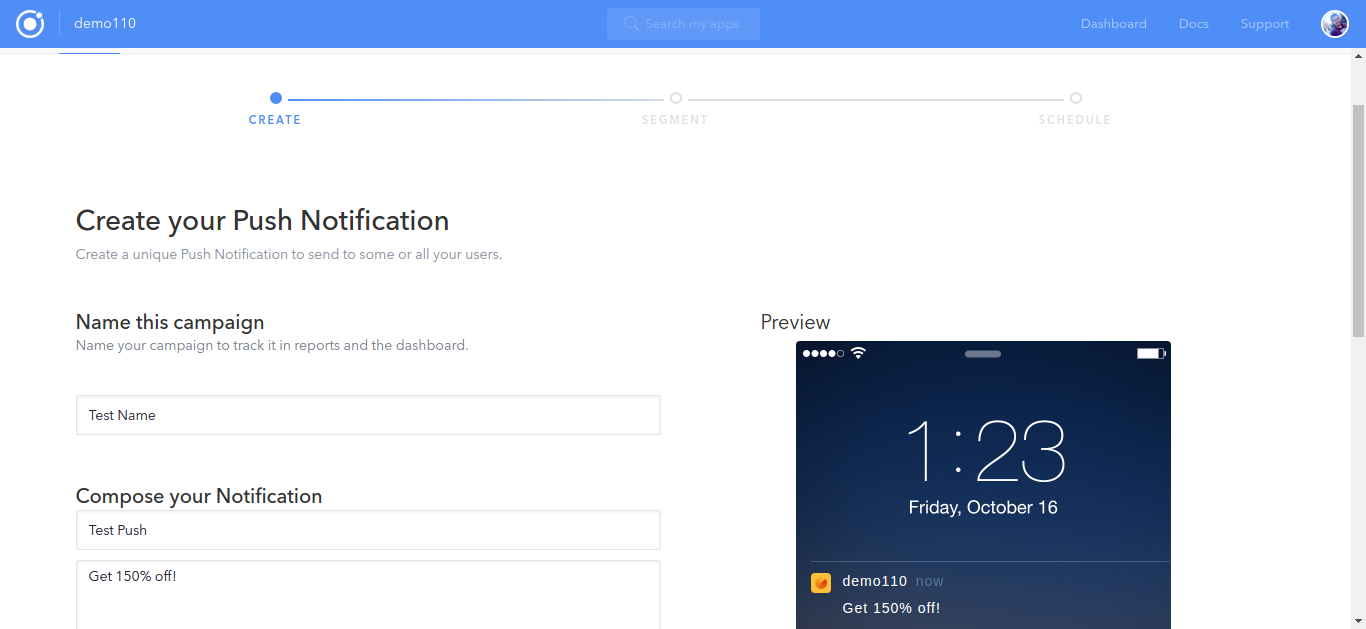 demo110
Search my apps
Dashboard
Docs
Support
CREATE
SEGMENT
SCHEDULE
Create your Push Notification
Create a unique Push Notification to send to some or all your users.
Name this campaign
Name your campaign to track it in reports and the dashboard.
Test Name
Compose your Notification
Test Push
Get 150% off!
Preview
1:23
Friday, October 16
demo110 now
Get 150% off!